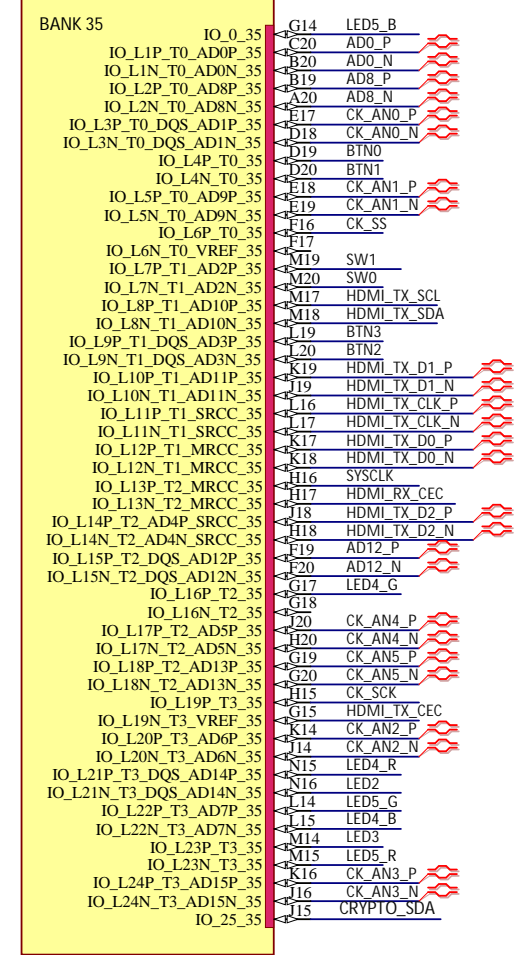 BANK 35
IO_0_35 G14 LED5_B
IO_L1P_T0_AD0P_35 C20 AD0_P
IO_L1N_T0_AD0N_35 B20 AD0_N
IO_L2P_T0_AD8P_35 B19 AD8_P
IO_L2N_T0_AD8N_35 A20 AD8_N
IO_L3P_T0_DQS_AD1P_35 E17 CK_AN0_P
IO_L3N_T0_DQS_AD1N_35 D18 CK_AN0_N
IO_L4P_T0_35 D19 BTN0
IO_L4N_T0_35 D20 BTN1
IO_L5P_T0_AD9P_35 E18 CK_AN1_P
IO_L5N_T0_AD9N_35 E19 CK_AN1_N
IO_L6P_T0_35 F16 CK_SS
IO_L6N_T0_VREF_35 F17
IO_L7P_T1_AD2P_35 M19 SW1
IO_L7N_T1_AD2N_35 M20 SW0
IO_L8P_T1_AD10P_35 M17 HDMI_TX_SCL
IO_L8N_T1_AD10N_35 M18 HDMI_TX_SDA
IO_L9P_T1_DQS_AD3P_35 L19 BTN3
IO_L9N_T1_DQS_AD3N_35 L20 BTN2
IO_L10P_T1_AD11P_35 K19 HDMI_TX_D1_P
IO_L10N_T1_AD11N_35 J19 HDMI_TX_D1_N
IO_L11P_T1_SRCC_35 L16 HDMI_TX_CLK_P
IO_L11N_T1_SRCC_35 L17 HDMI_TX_CLK_N
IO_L12P_T1_MRCC_35 K17 HDMI_TX_D0_P
IO_L12N_T1_MRCC_35 K18 HDMI_TX_D0_N
IO_L13P_T2_MRCC_35 H16 SYSCLK
IO_L13N_T2_MRCC_35 H17 HDMI_RX_CEC
IO_L14P_T2_AD4P_SRCC_35 J18 HDMI_TX_D2_P
IO_L14N_T2_AD4N_SRCC_35 H18 HDMI_TX_D2_N
IO_L15P_T2_DQS_AD12P_35 F19 AD12_P
IO_L15N_T2_DQS_AD12N_35 F20 AD12_N
IO_L16P_T2_35 G17 LED4_G
IO_L16N_T2_35 G18
IO_L17P_T2_AD5P_35 J20 CK_AN4_P
IO_L17N_T2_AD5N_35 H20 CK_AN4_N
IO_L18P_T2_AD13P_35 G19 CK_AN5_P
IO_L18N_T2_AD13N_35 G20 CK_AN5_N
IO_L19P_T3_35 H15 CK_SCK
IO_L19N_T3_VREF_35 G15 HDMI_TX_CEC
IO_L20P_T3_AD6P_35 K14 CK_AN2_P
IO_L20N_T3_AD6N_35 J14 CK_AN2_N
IO_L21P_T3_DQS_AD14P_35 N15 LED4_R
IO_L21N_T3_DQS_AD14N_35 N16 LED2
IO_L22P_T3_AD7P_35 L14 LED5_G
IO_L22N_T3_AD7N_35 L15 LED4_B
IO_L23P_T3_35 M14 LED3
IO_L23N_T3_35 M15 LED5_R
IO_L24P_T3_AD15P_35 K16 CK_AN3_P
IO_L24N_T3_AD15N_35 J16 CK_AN3_N
IO_25_35 J15 CRYPTO_SDA